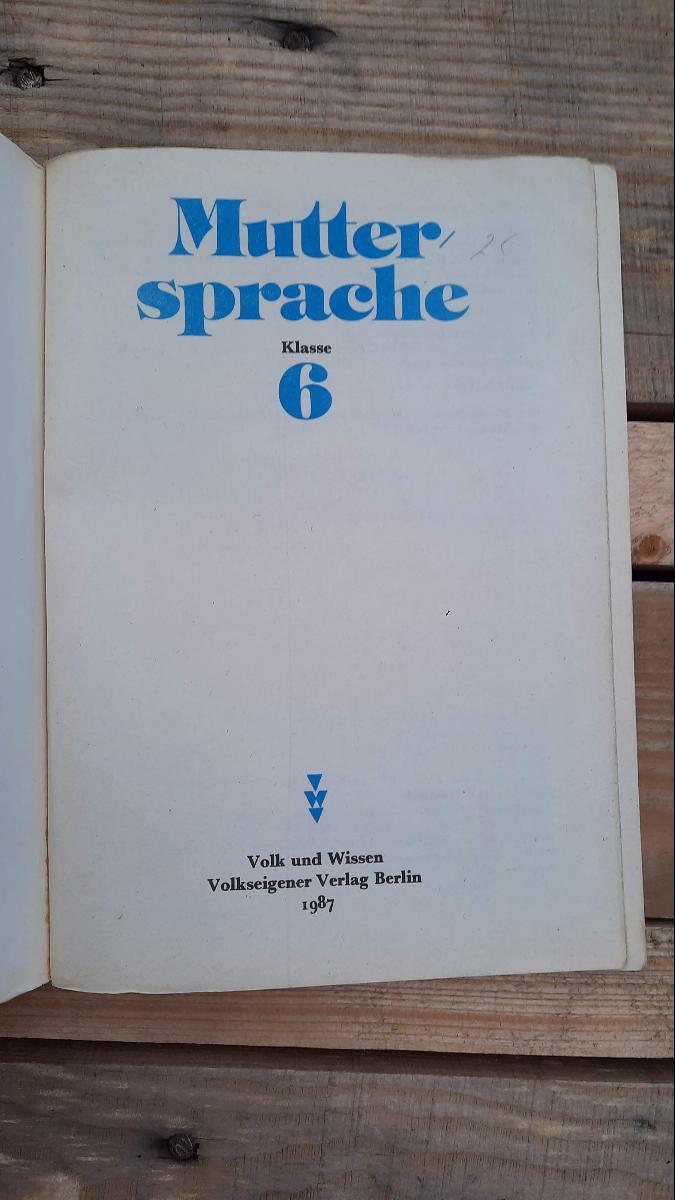 Mutter
sprache
Klasse
6
Volk und Wissen
Volkseigener Verlag Berlin
1987